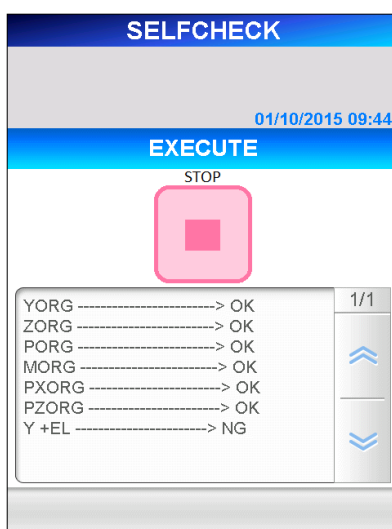 SELFCHECK
01/10/2015 09:44
EXECUTE
STOP
1/1
YORG ------------------------> OK
ZORG ------------------------> OK
PORG ------------------------> OK
MORG ------------------------> OK
PXORG -----------------------> OK
PZORG -----------------------> OK
Y +EL -----------------------> NG